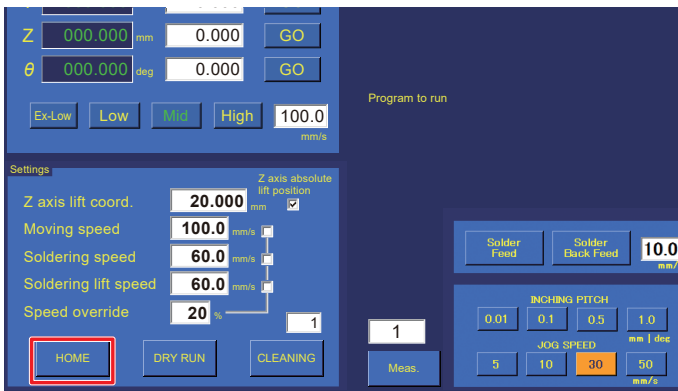 Z 000.000 mm 0.000 GO
θ 000.000 deg 0.000 GO
Ex-Low Low Mid High 100.0
mm/s
Program to run
Settings
Z axis absolute
lift position
Z axis lift coord. 20.000 mm
Moving speed 100.0 mm/s
Soldering speed 60.0 mm/s
Soldering lift speed 60.0 mm/s
Speed override 20 %
1
HOME DRY RUN CLEANING
1
Meas.
Solder
Feed
Solder
Back Feed
10.0
mm/
INCHING PITCH
0.01 0.1 0.5 1.0
mm | deg
JOG SPEED
5 10 30 50
mm/s